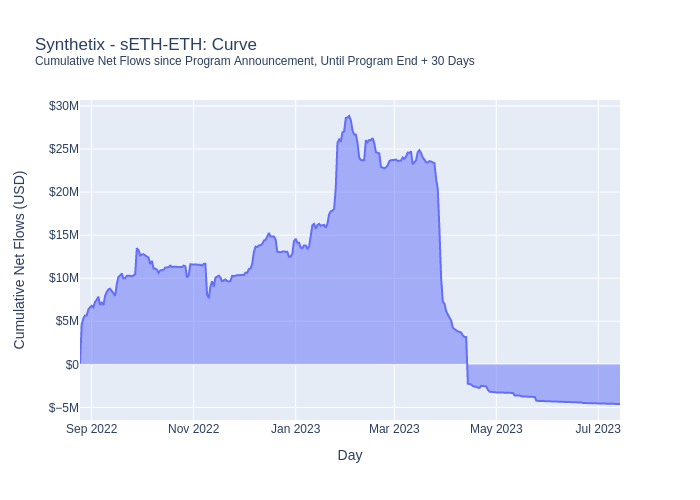 Synthetix - sETH-ETH: Curve
Cumulative Net Flows since Program Announcement, Until Program End + 30 Days
Cumulative Net Flows (USD)
$30M
$25M
$20M
$15M
$10M
$5M
$0
$−5M
Sep 2022 Nov 2022 Jan 2023 Mar 2023 May 2023 Jul 2023
Day